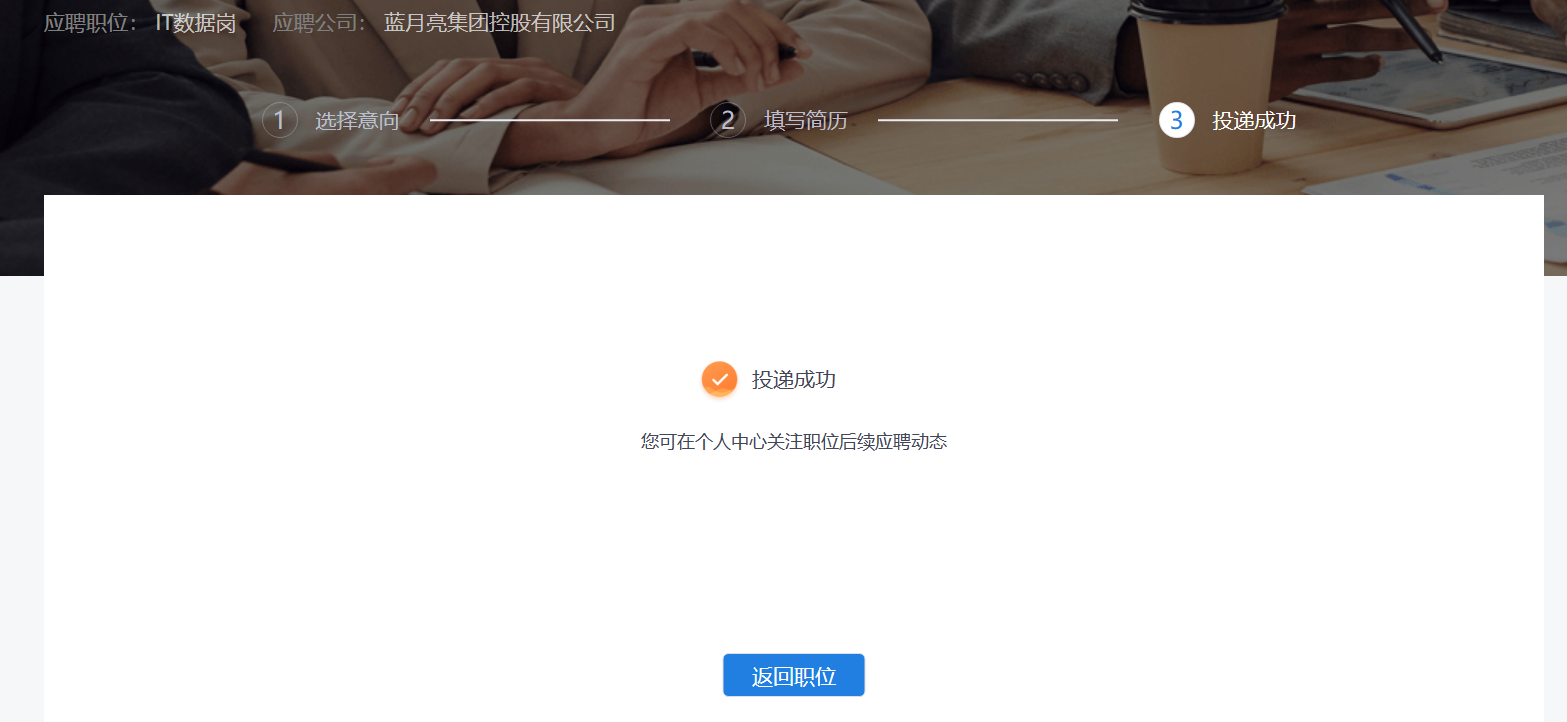 应聘职位： IT数据岗 应聘公司： 蓝月亮集团控股有限公司
1 选择意向 2 填写简历 3 投递成功
投递成功
您可在个人中心关注职位后续应聘动态
返回职位